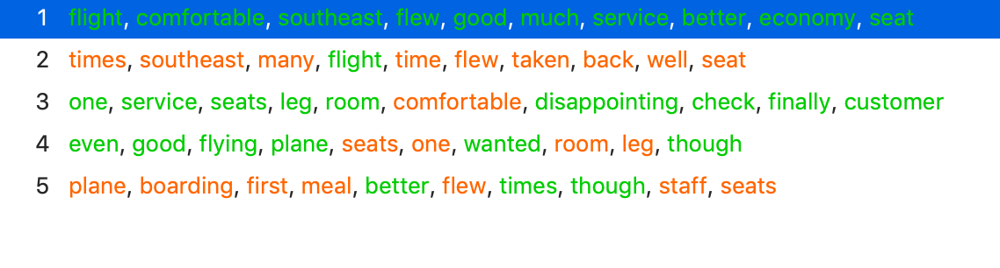 1 flight, comfortable, southeast, flew, good, much, service, better, economy, seat
2 times, southeast, many, flight, time, flew, taken, back, well, seat
3 one, service, seats, leg, room, comfortable, disappointing, check, finally, customer
4 even, good, flying, plane, seats, one, wanted, room, leg, though
5 plane, boarding, first, meal, better, flew, times, though, staff, seats